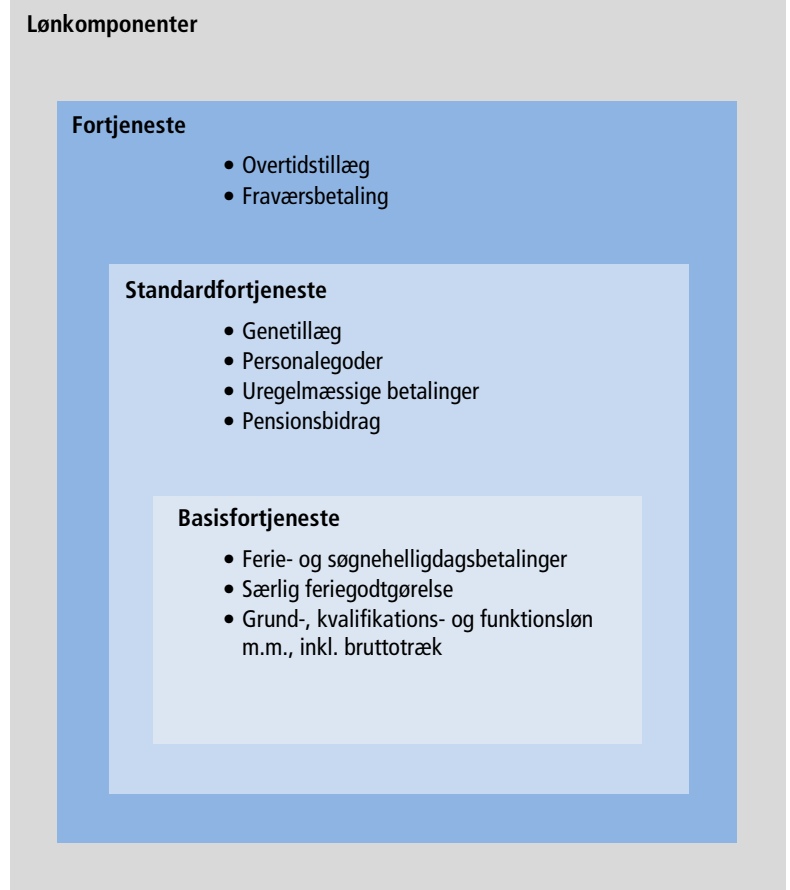 Lønkomponenter
Fortjeneste
• Overtidstillæg
• Fraværsbetaling
Standardfortjeneste
• Genetillæg
• Personalegoder
• Uregelmæssige betalinger
• Pensionsbidrag
Basisfortjeneste
• Ferie- og søgnehelligdagsbetalinger
• Særlig feriegodtgørelse
• Grund-, kvalifikations- og funktionsløn
m.m., inkl. bruttotræk